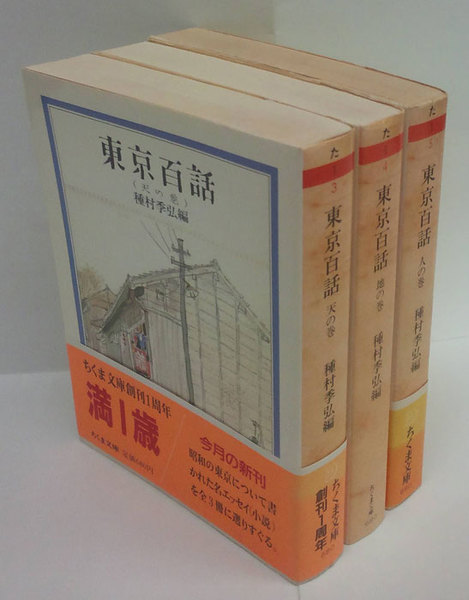 東京百話
(天の巻)
種村季弘編
ちくま文庫創刊1周年
満1歳
ちくま文庫
今月の新刊
昭和の東京について書
かれた名エッセイ(小説)
を全3冊に選りすぐる。
た
3
東京百話
天の巻
種村季弘編
ちくま文庫
創刊1周年
た
4
東京百話
地の巻
種村季弘編
ちくま文庫
た
5
東京百話
人の巻
種村季弘編
ちくま文庫